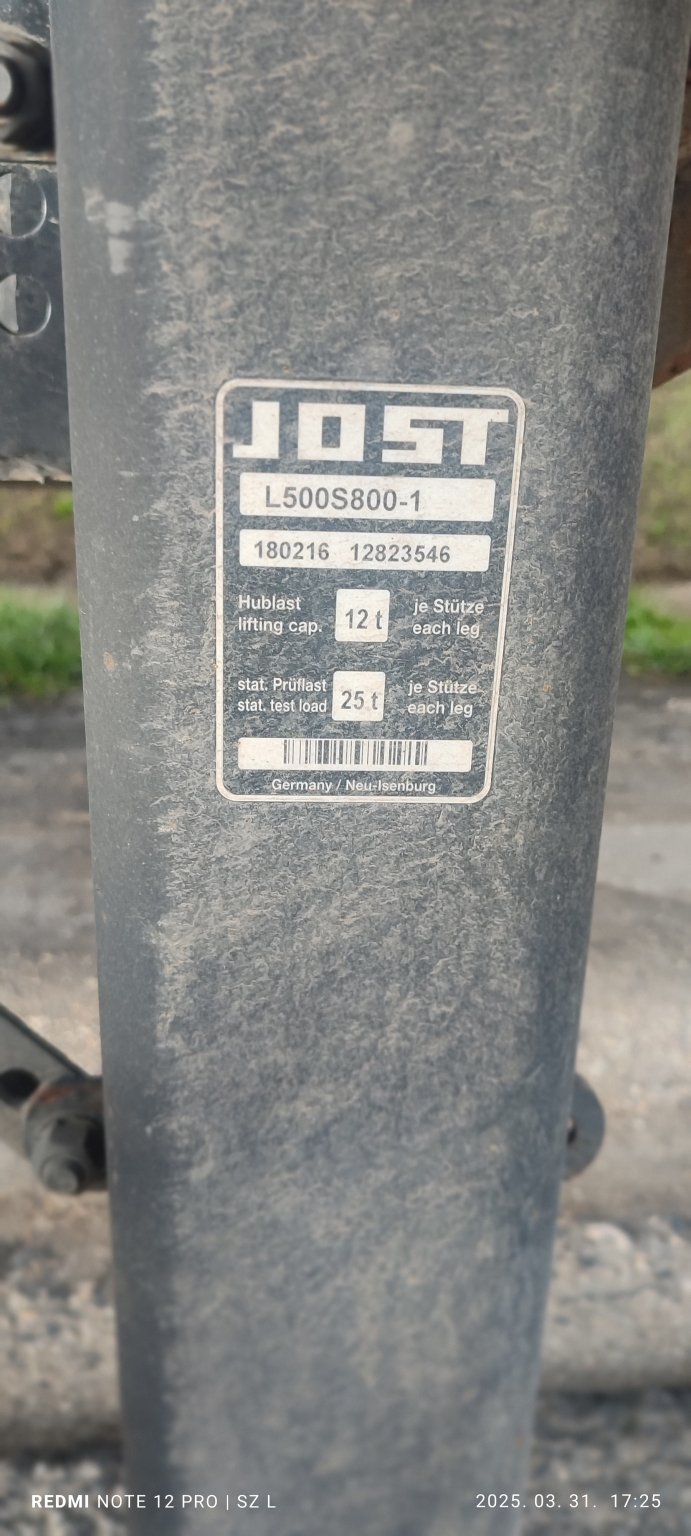 JOST
L500S800-1
180216 12823546
Hublast 12 t je Stütze
lifting cap. each leg
stat. Prüflast 25 t je Stütze
stat. test load each leg
Germany / Neu-Isenburg
REDMI NOTE 12 PRO | SZ L 2025. 03. 31. 17:25